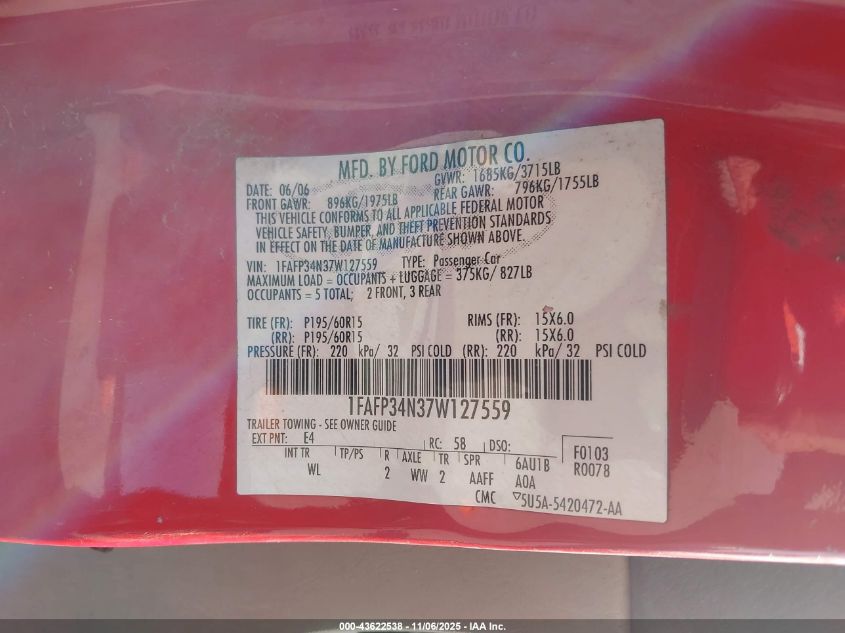 MFD. BY FORD MOTOR CO.
DATE: 06/06 GVWR: 1685KG/3715LB
FRONT GAWR: 896KG/1975LB REAR GAWR: 796KG/1755LB
THIS VEHICLE CONFORMS TO ALL APPLICABLE FEDERAL MOTOR
VEHICLE SAFETY, BUMPER, AND THEFT PREVENTION STANDARDS
IN EFFECT ON THE DATE OF MANUFACTURE SHOWN ABOVE
VIN: 1FAFP34N37W127559 TYPE: Passenger Car
MAXIMUM LOAD = OCCUPANTS + LUGGAGE = 375KG/ 827LB
OCCUPANTS = 5 TOTAL; 2 FRONT, 3 REAR
TIRE (FR): P195/60R15 RIMS (FR): 15X6.0
(RR): P195/60R15 (RR): 15X6.0
PRESSURE (FR): 220 kPa/ 32 PSI COLD (RR): 220 kPa/ 32 PSI COLD
1FAFP34N37W127559
TRAILER TOWING - SEE OWNER GUIDE
EXT PNT: E4 RC: 58 DSO: F0103
INT TR TP/PS R AXLE TR SPR 6AU1B R0078
WL 2 WW 2 AAFF AOA
CMC 5U5A-5420472-AA
000-43622538 - 11/06/2025 - IAA Inc.